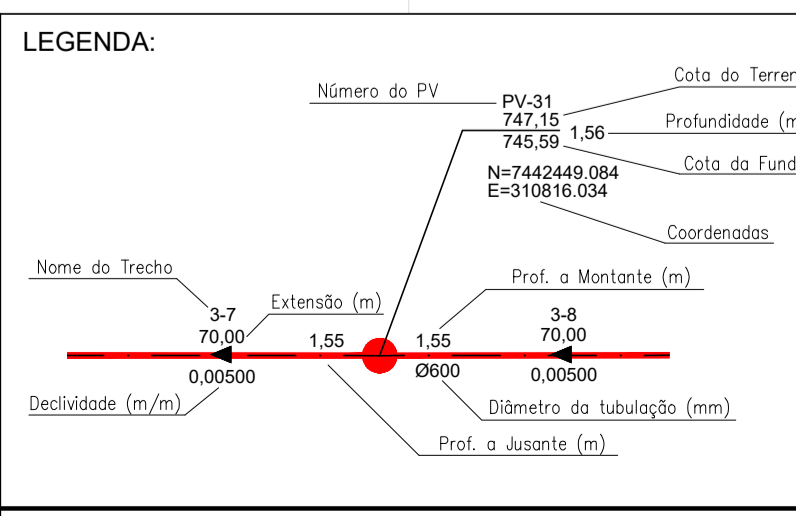 LEGENDA:
Número do PV
PV-31
747,15
745,59
1,56
Cota do
Profundidade
Cota da
N=7442449.084
E=310816.034
Coordenadas
Nome do Trecho
Extensão (m)
Prof. a Montante (m)
3-7
70,00
1,55
1,55
3-8
70,00
0,00500
Ø600
0,00500
Declividade (m/m)
Diâmetro da tubulação (mm)
Prof. a Jusante (m)